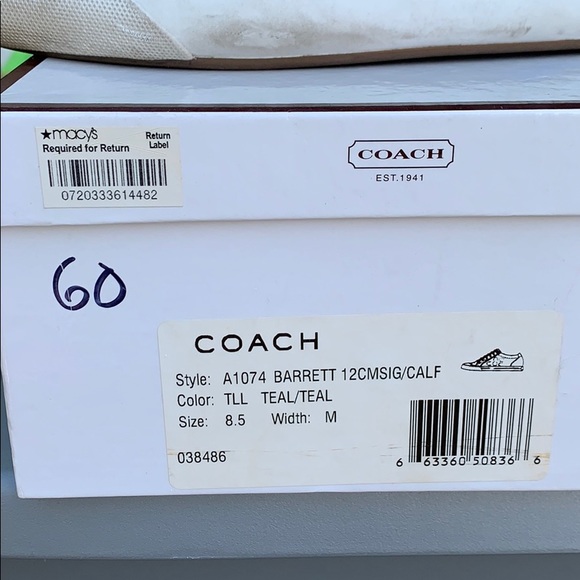 ★macy's Return
Required for Return Label
0720333614482
COACH
EST. 1941
60
COACH
Style: A1074 BARRETT 12CMSIG/CALF
Color: TLL TEAL/TEAL
Size: 8.5 Width: M
038486
6 63360 50836 6